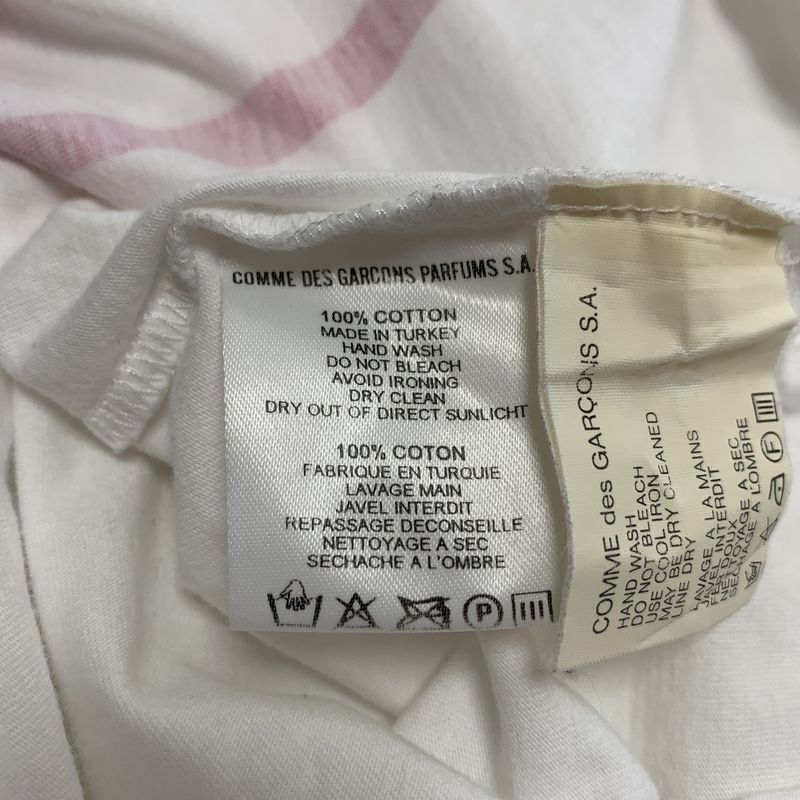 COMME DES GARCONS PARFUMS S.A.
100% COTTON
MADE IN TURKEY
HAND WASH
DO NOT BLEACH
AVOID IRONING
DRY CLEAN
DRY OUT OF DIRECT SUNLICHT
100% COTON
FABRIQUE EN TURQUIE
LAVAGE MAIN
JAVEL INTERDIT
REPASSAGE DECONSEILLE
NETTOYAGE A SEC
SECHACHE A L'OMBRE
P
COMME des GARÇONS S.A.
HAND WASH
DO NOT BLEACH
USE COOL IRON
MAY BE DRY CLEANED
LINE DRY
LAVAGE A LA MAINS
JAVEL INTERDIT
FER DOUX
NETTOYAGE A SEC
SECHAGE A L'OMBRE
F